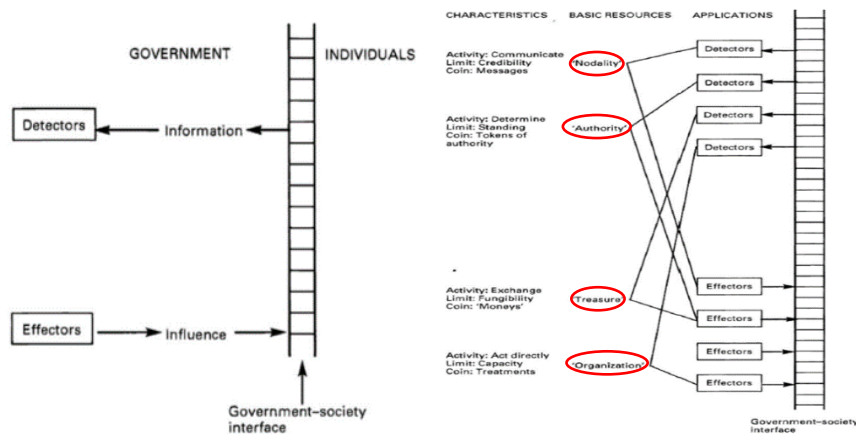 GOVERNMENT
INDIVIDUALS
Detectors
Information
Effectors
Influence
Government–society
interface
CHARACTERISTICS
BASIC RESOURCES
APPLICATIONS
Activity: Communicate
Limit: Credibility
Coin: Messages
'Nodality'
Detectors
Detectors
Activity: Determine
Limit: Standing
Coin: Tokens of
authority
'Authority'
Detectors
Detectors
Activity: Exchange
Limit: Fungibility
Coin: 'Moneys'
'Treasure'
Effectors
Effectors
Activity: Act directly
Limit: Capacity
Coin: Treatments
'Organization'
Effectors
Effectors
Government–society
interface